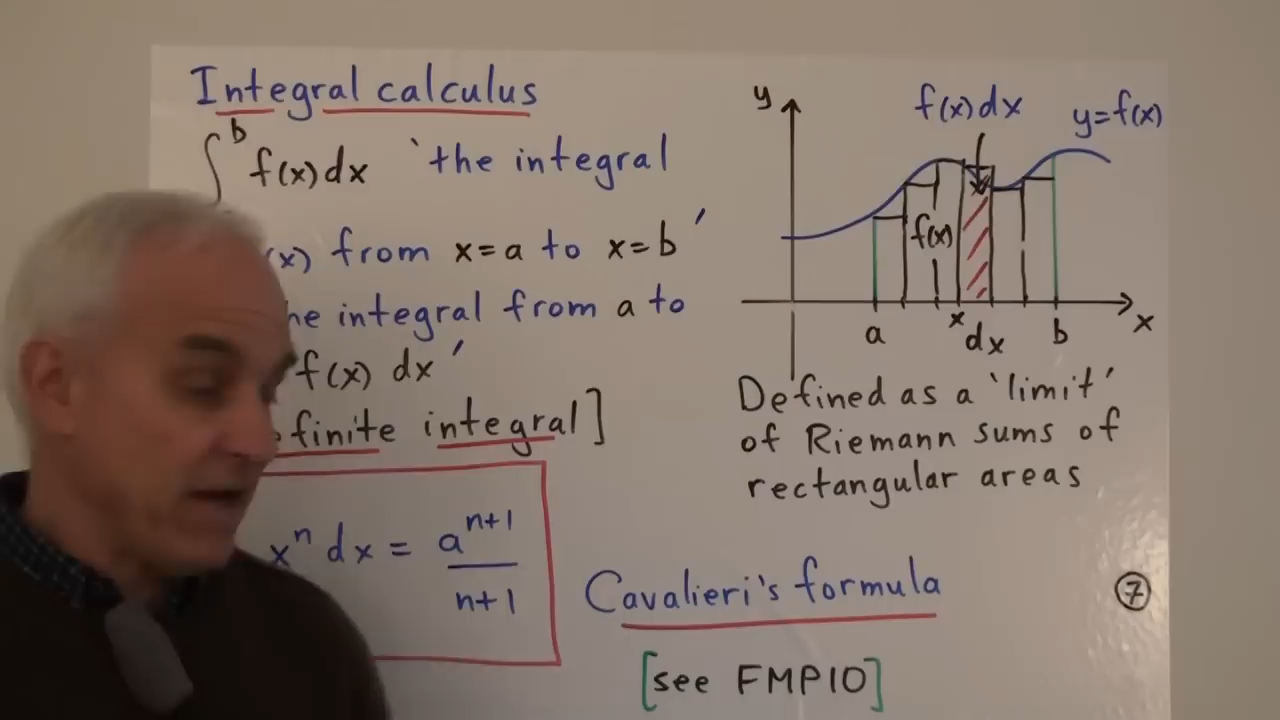 Integral calculus
∫ b f(x)dx 'the integral
(x) from x=a to x=b'
he integral from a to
f(x) dx'
finite integral]
xⁿ dx = aⁿ⁺¹
n+1
y
f(x)dx
y=f(x)
f(x)
a x dx b x
Defined as a 'limit'
of Riemann sums of
rectangular areas
Cavalieri's formula
7
[see FMP10]